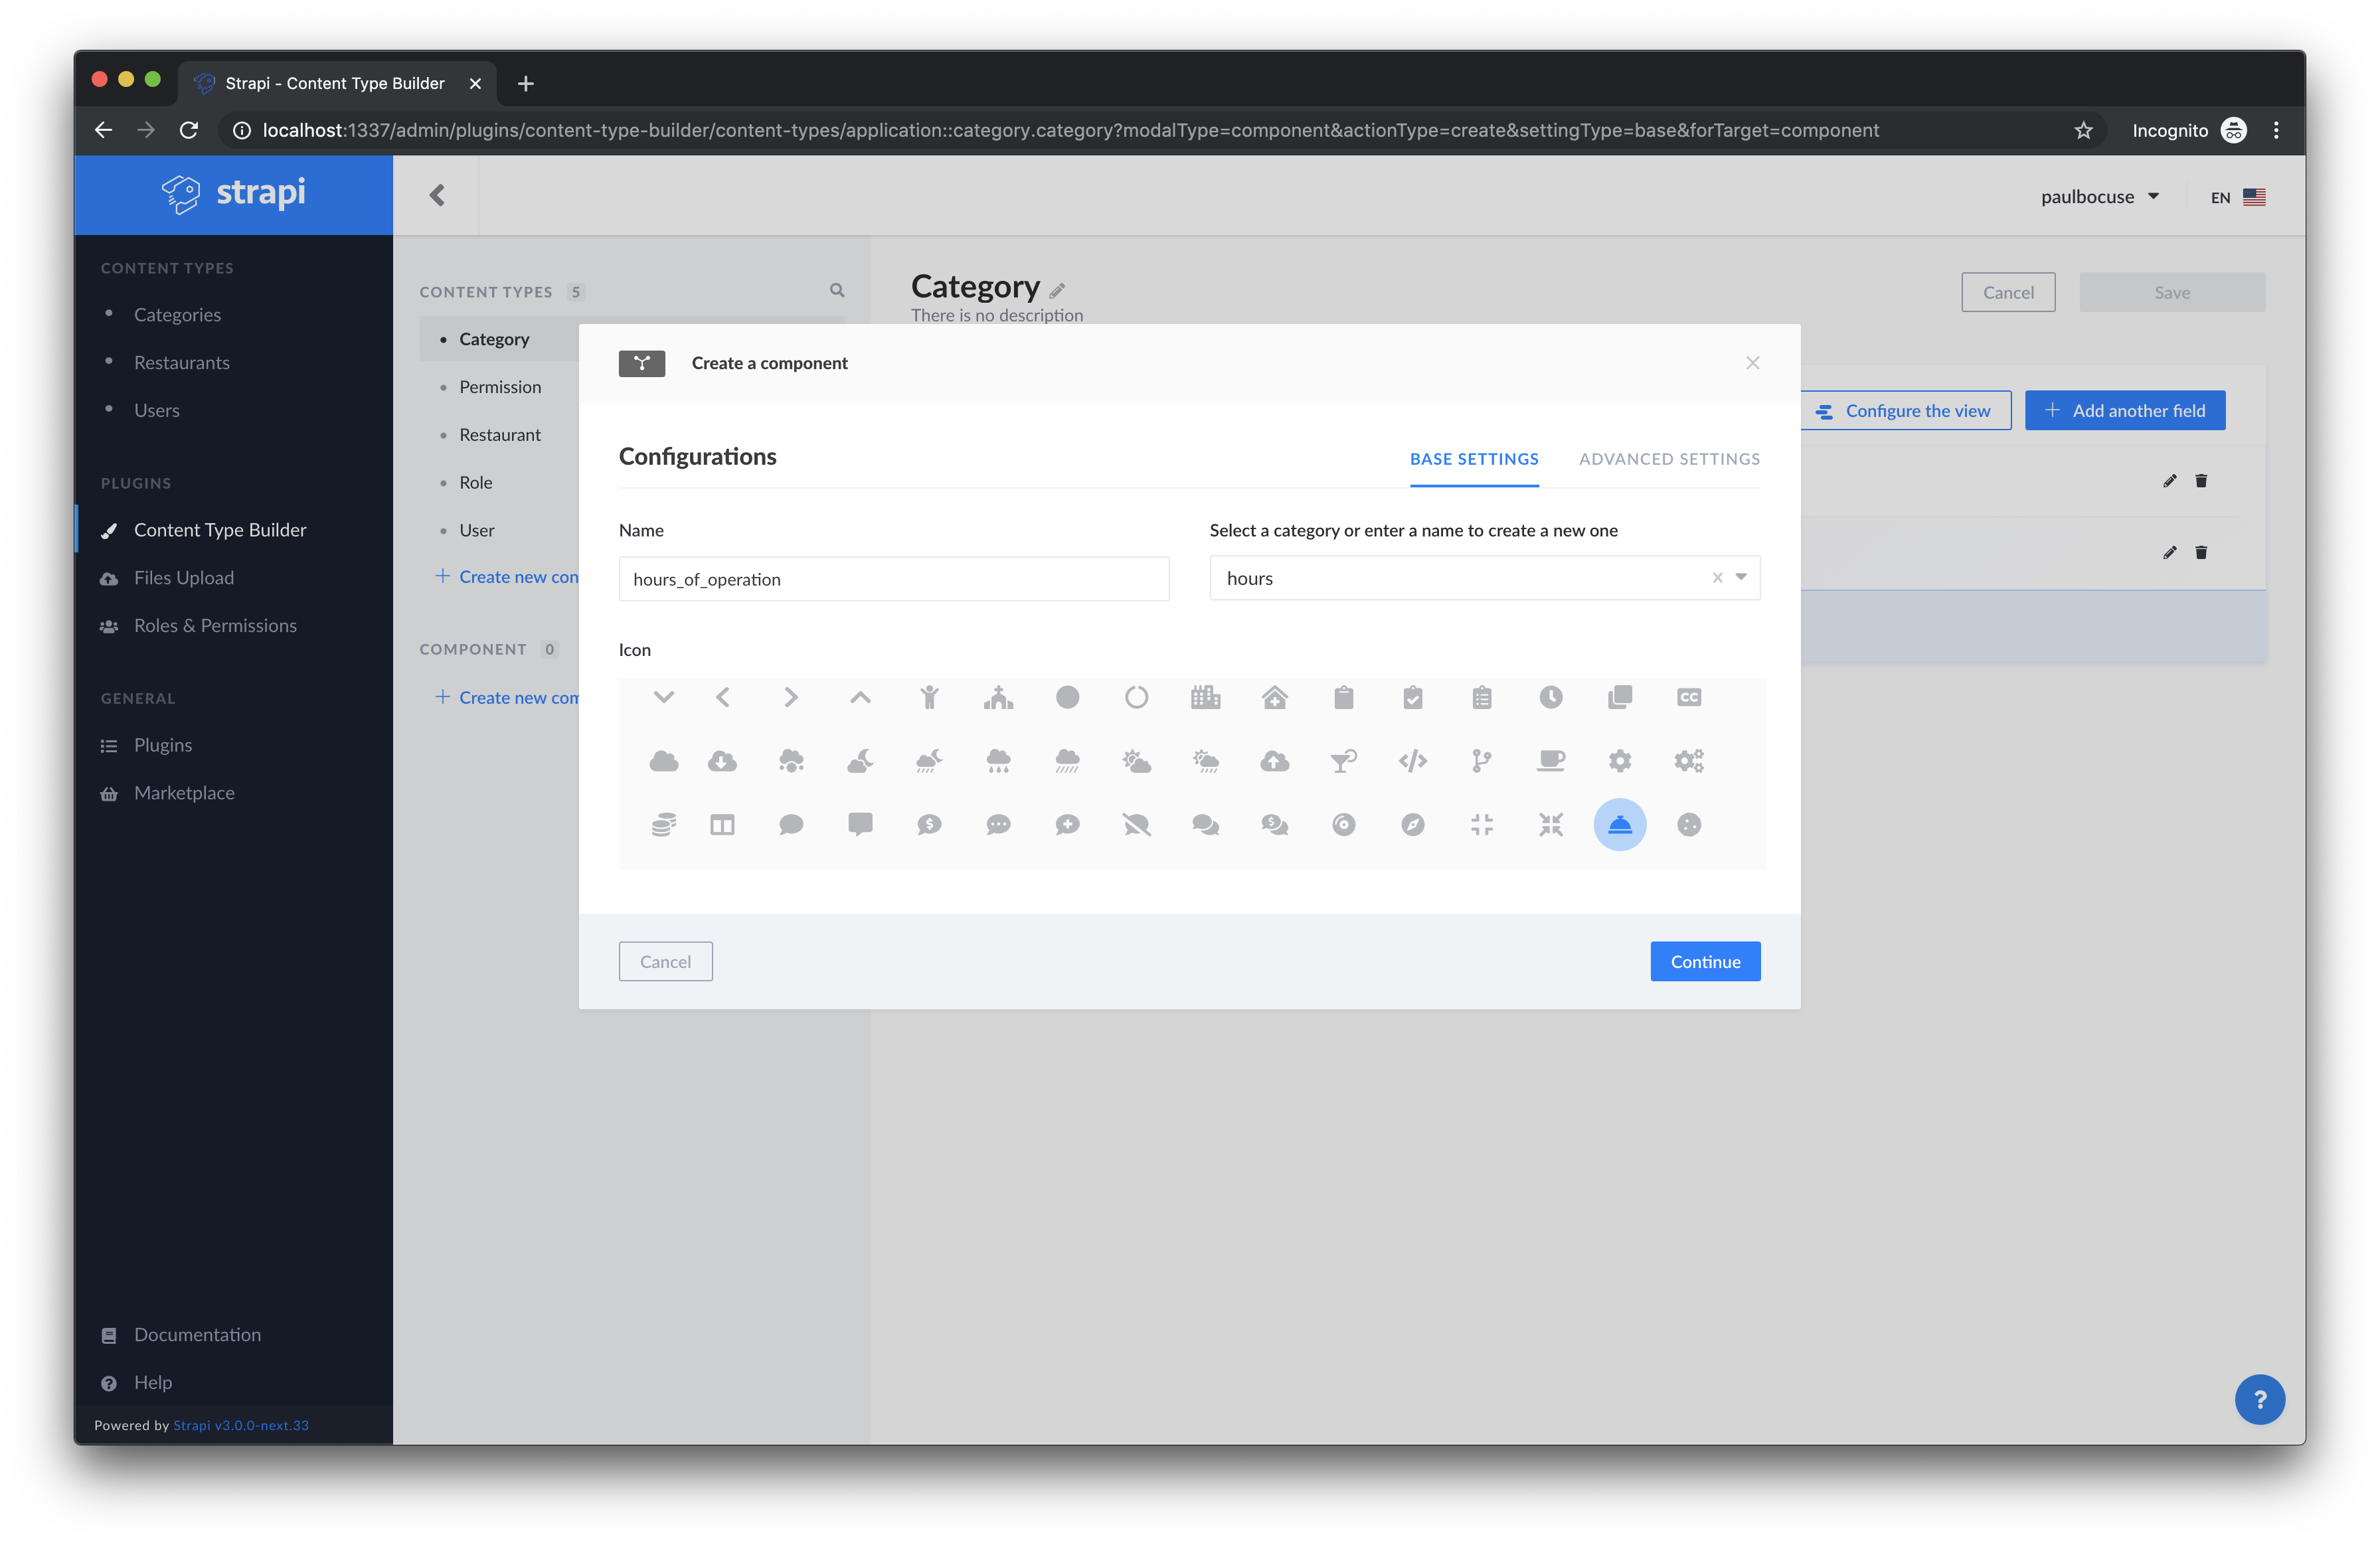 Strapi - Content Type Builder
localhost:1337/admin/plugins/content-type-builder/content-types/application::category.category?modalType=component&actionType=create&settingType=base&forTarget=component
Incognito
strapi
paulbocuse
EN
CONTENT TYPES
Categories
Restaurants
Users
PLUGINS
Content Type Builder
Files Upload
Roles & Permissions
GENERAL
Plugins
Marketplace
Documentation
Help
Powered by Strapi v3.0.0-next.33
CONTENT TYPES 5
Category
Permission
Restaurant
Role
User
+ Create new con
COMPONENT 0
+ Create new com
Category
There is no description
Cancel
Save
Configure the view
+ Add another field
Create a component
Configurations
BASE SETTINGS
ADVANCED SETTINGS
Name
hours_of_operation
Select a category or enter a name to create a new one
hours
Icon
CC
Cancel
Continue
?